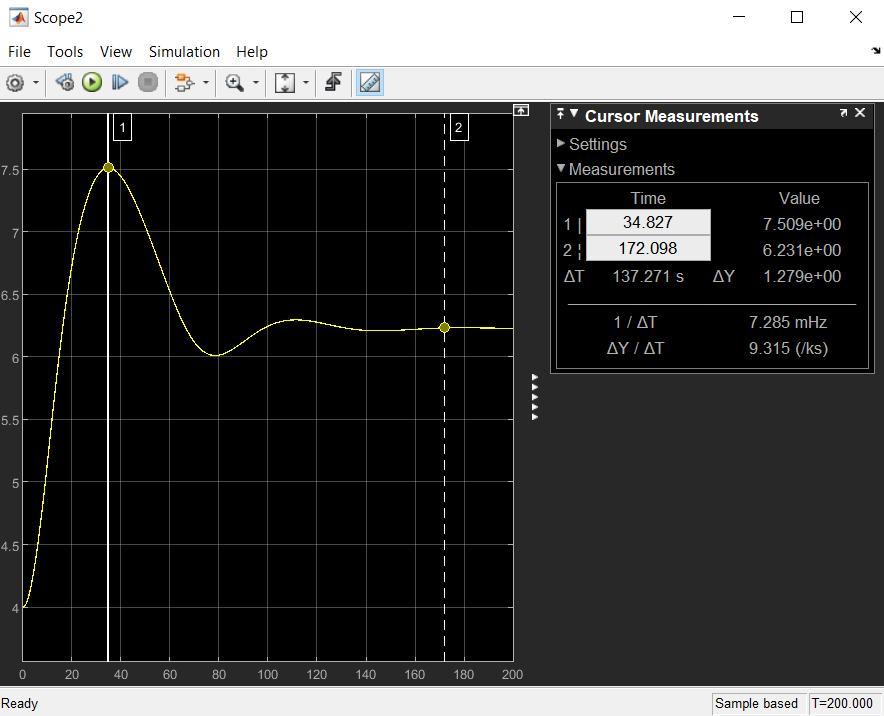 Scope2
File Tools View Simulation Help
1
2
7.5
7
6.5
6
5.5
5
4.5
4
0 20 40 60 80 100 120 140 160 180 200
Cursor Measurements
Settings
Measurements
Time Value
1 | 34.827 7.509e+00
2 ¦ 172.098 6.231e+00
ΔT 137.271 s ΔY 1.279e+00
1 / ΔT 7.285 mHz
ΔY / ΔT 9.315 (/ks)
Ready Sample based T=200.000